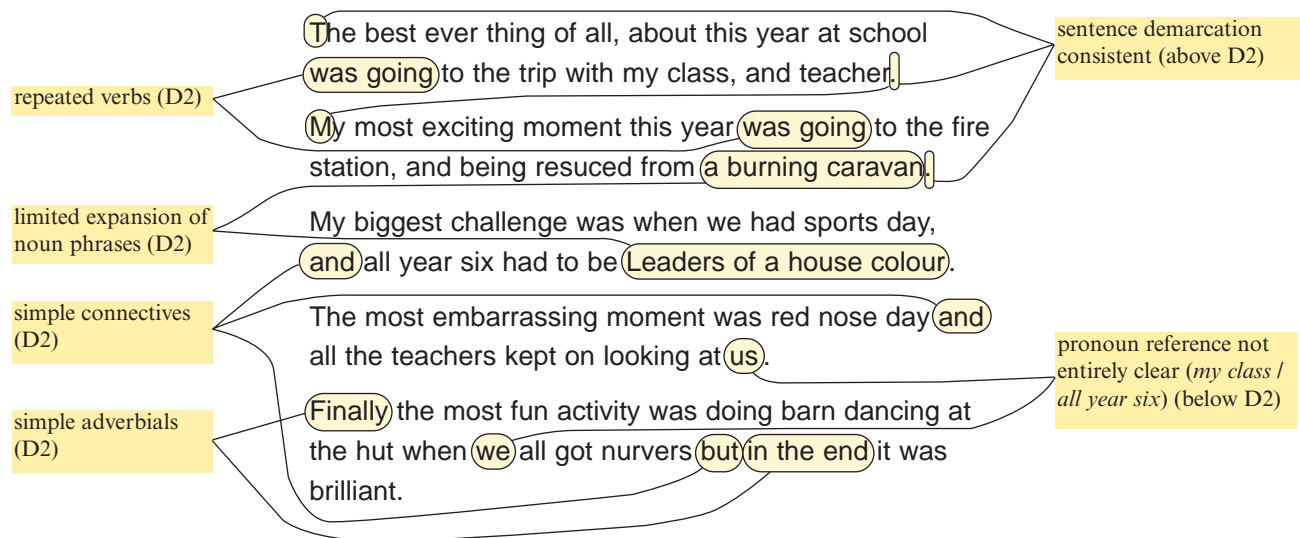 The best ever thing of all, about this year at school
was going to the trip with my class, and teacher.
My most exciting moment this year was going to the fire
station, and being resuced from a burning caravan.
My biggest challenge was when we had sports day,
and all year six had to be Leaders of a house colour.
The most embarrassing moment was red nose day and
all the teachers kept on looking at us.
Finally the most fun activity was doing barn dancing at
the hut when we all got nurvers but in the end it was
brilliant.
repeated verbs (D2)
limited expansion of
noun phrases (D2)
simple connectives
(D2)
simple adverbials
(D2)
sentence demarcation
consistent (above D2)
pronoun reference not
entirely clear (my class /
all year six) (below D2)